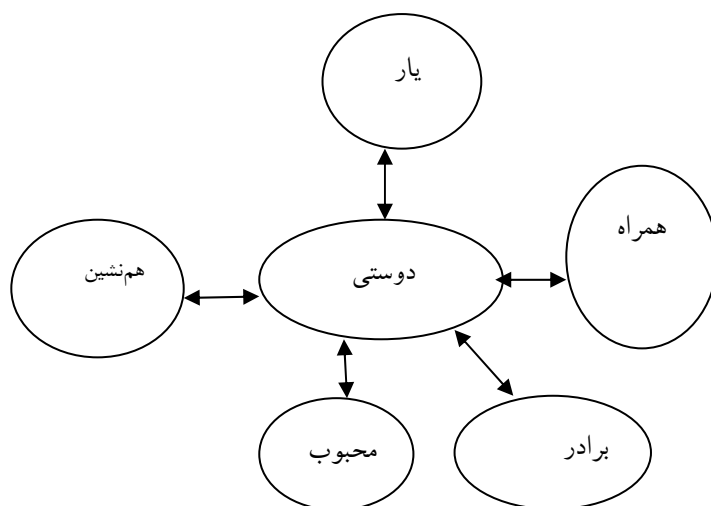 یار
همراه
دوستی
هم‌نشین
برادر
محبوب